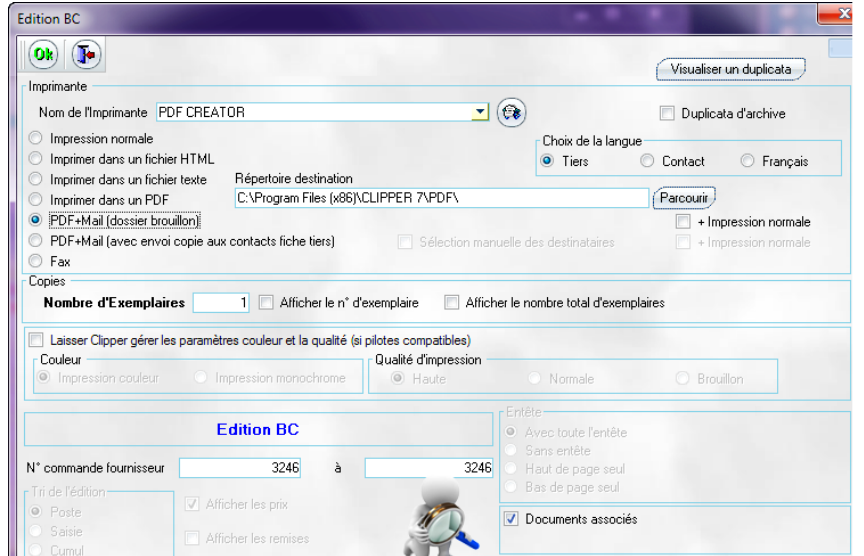 Edition BC
Ok
Visualiser un duplicata
Imprimante
Nom de l'Imprimante PDF CREATOR
Duplicata d'archive
Impression normale
Choix de la langue
Imprimer dans un fichier HTML
Tiers Contact Français
Imprimer dans un fichier texte Répertoire destination
Imprimer dans un PDF C:\Program Files (x86)\CLIPPER 7\PDF\ Parcourir
PDF+Mail (dossier brouillon) + Impression normale
PDF+Mail (avec envoi copie aux contacts fiche tiers) Sélection manuelle des destinataires + Impression normale
Fax
Copies
Nombre d'Exemplaires 1 Afficher le n° d'exemplaire Afficher le nombre total d'exemplaires
Laisser Clipper gérer les paramètres couleur et la qualité (si pilotes compatibles)
Couleur Qualité d'impression
Impression couleur Impression monochrome Haute Normale Brouillon
Edition BC
Entête
Avec toute l'entête
Sans entête
N° commande fournisseur 3246 à 3246
Haut de page seul
Bas de page seul
Tri de l'édition
Poste
Afficher les prix
Documents associés
Saisie
Afficher les remises
Cumul